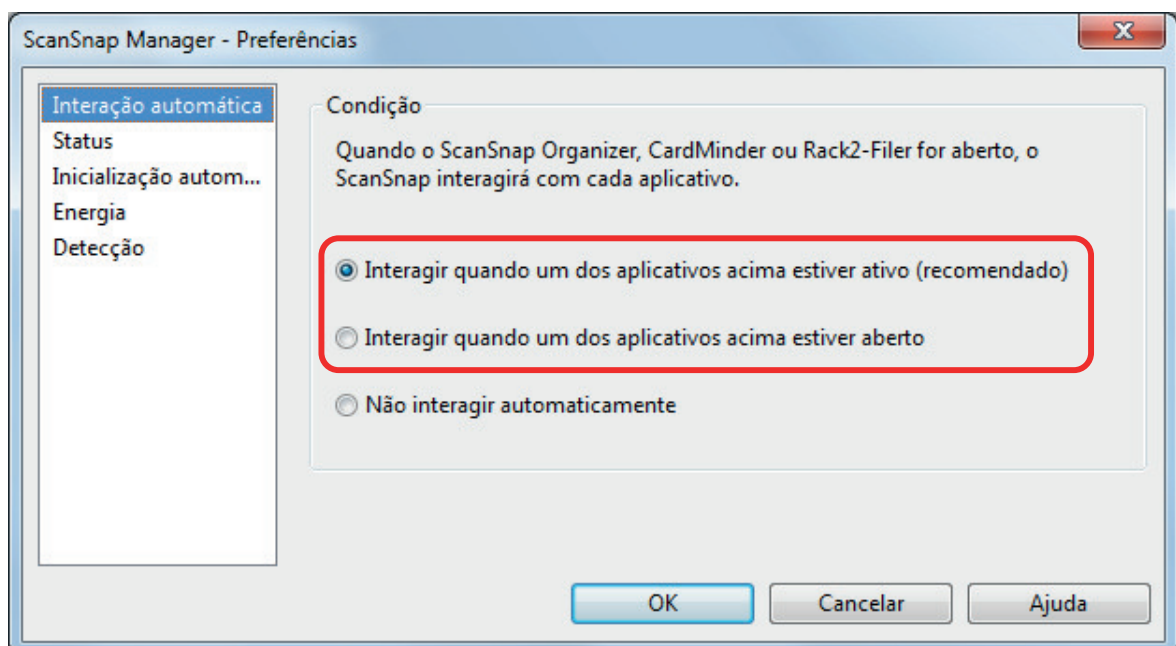 ScanSnap Manager - Preferências
Interação automática
Status
Inicialização autom...
Energia
Detecção
Condição
Quando o ScanSnap Organizer, CardMinder ou Rack2-Filer for aberto, o
ScanSnap interagirá com cada aplicativo.
Interagir quando um dos aplicativos acima estiver ativo (recomendado)
Interagir quando um dos aplicativos acima estiver aberto
Não interagir automaticamente
OK
Cancelar
Ajuda